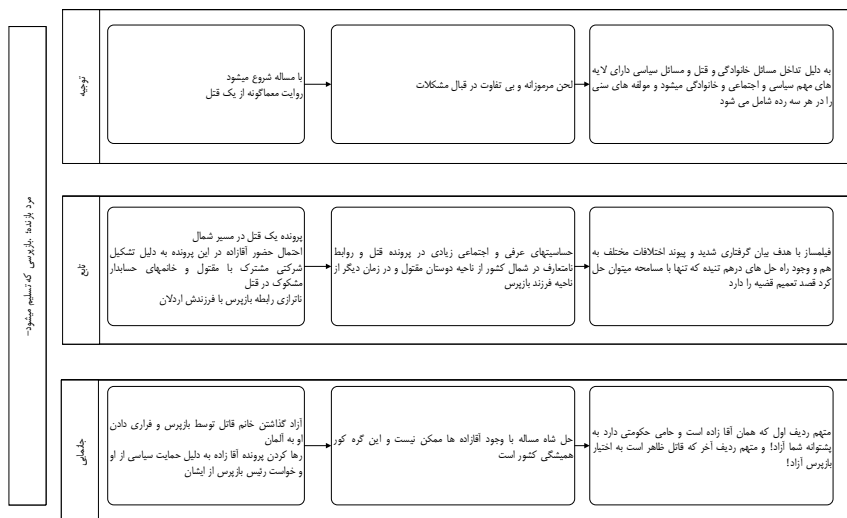 مرد بازنده: بازپرسی که تسلیم میشود-
توجیه
با مساله شروع میشود
روایت معماگونه از یک قتل
لحن مرموزانه و بی تفاوت در قبال مشکلات
به دلیل تداخل مسائل خانوادگی و قتل و مسائل سیاسی دارای لایه
های مهم سیاسی و اجتماعی و خانوادگی میشود و مولفه های سنی
را در هر سه رده شامل می شود
تابع
پرونده یک قتل در مسیر شمال
احتمال حضور آقازاده در این پرونده به دلیل تشکیل
شرکتی مشترک با مقتول و خانمهای حسابدار
مشکوک در قتل
ناترازی رابطه بازپرس با فرزندش اردلان
حساسیتهای عرفی و اجتماعی زیادی در پرونده قتل و روابط
نامتعارف در شمال کشور از ناحیه دوستان مقتول و در زمان دیگر از
ناحیه فرزند بازپرس
فیلمساز با هدف بیان گرفتاری شدید و پیوند اختلافات مختلف به
هم و وجود راه حل های درهم تنیده که تنها با مسامحه میتوان حل
کرد قصد تعمیم قضیه را دارد
جانمایی
آزاد گذاشتن خانم قاتل توسط بازپرس و فراری دادن
او به آلمان
رها کردن پرونده آقا زاده به دلیل حمایت سیاسی از او
و خواست رئیس بازپرس از ایشان
حل شاه مساله با وجود آقازاده ها ممکن نیست و این گره کور
همیشگی کشور است
متهم ردیف اول که همان آقا زاده است و حامی حکومتی دارد به
پشتوانه شما آزاد! و متهم ردیف آخر که قاتل ظاهر است به اختیار
بازپرس آزاد!